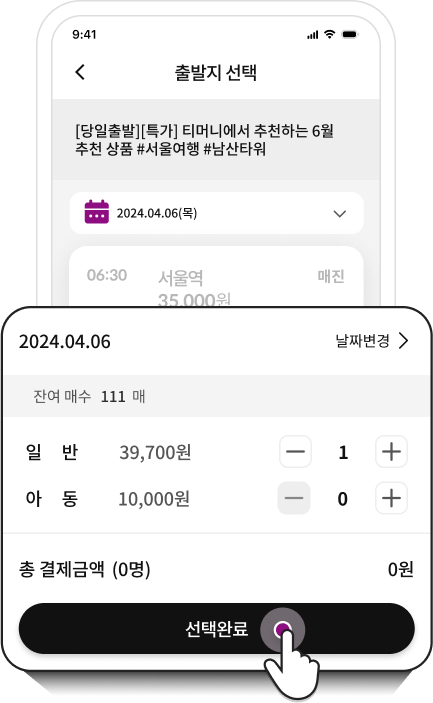 9:41
출발지 선택
[당일출발][특가] 티머니에서 추천하는 6월
추천 상품 #서울여행 #남산타워
2024.04.06(목)
06:30 서울역 매진
35,000원
2024.04.06 날짜변경
잔여 매수 111 매
일 반 39,700원 1
아 동 10,000원 0
총 결제금액 (0명) 0원
선택완료